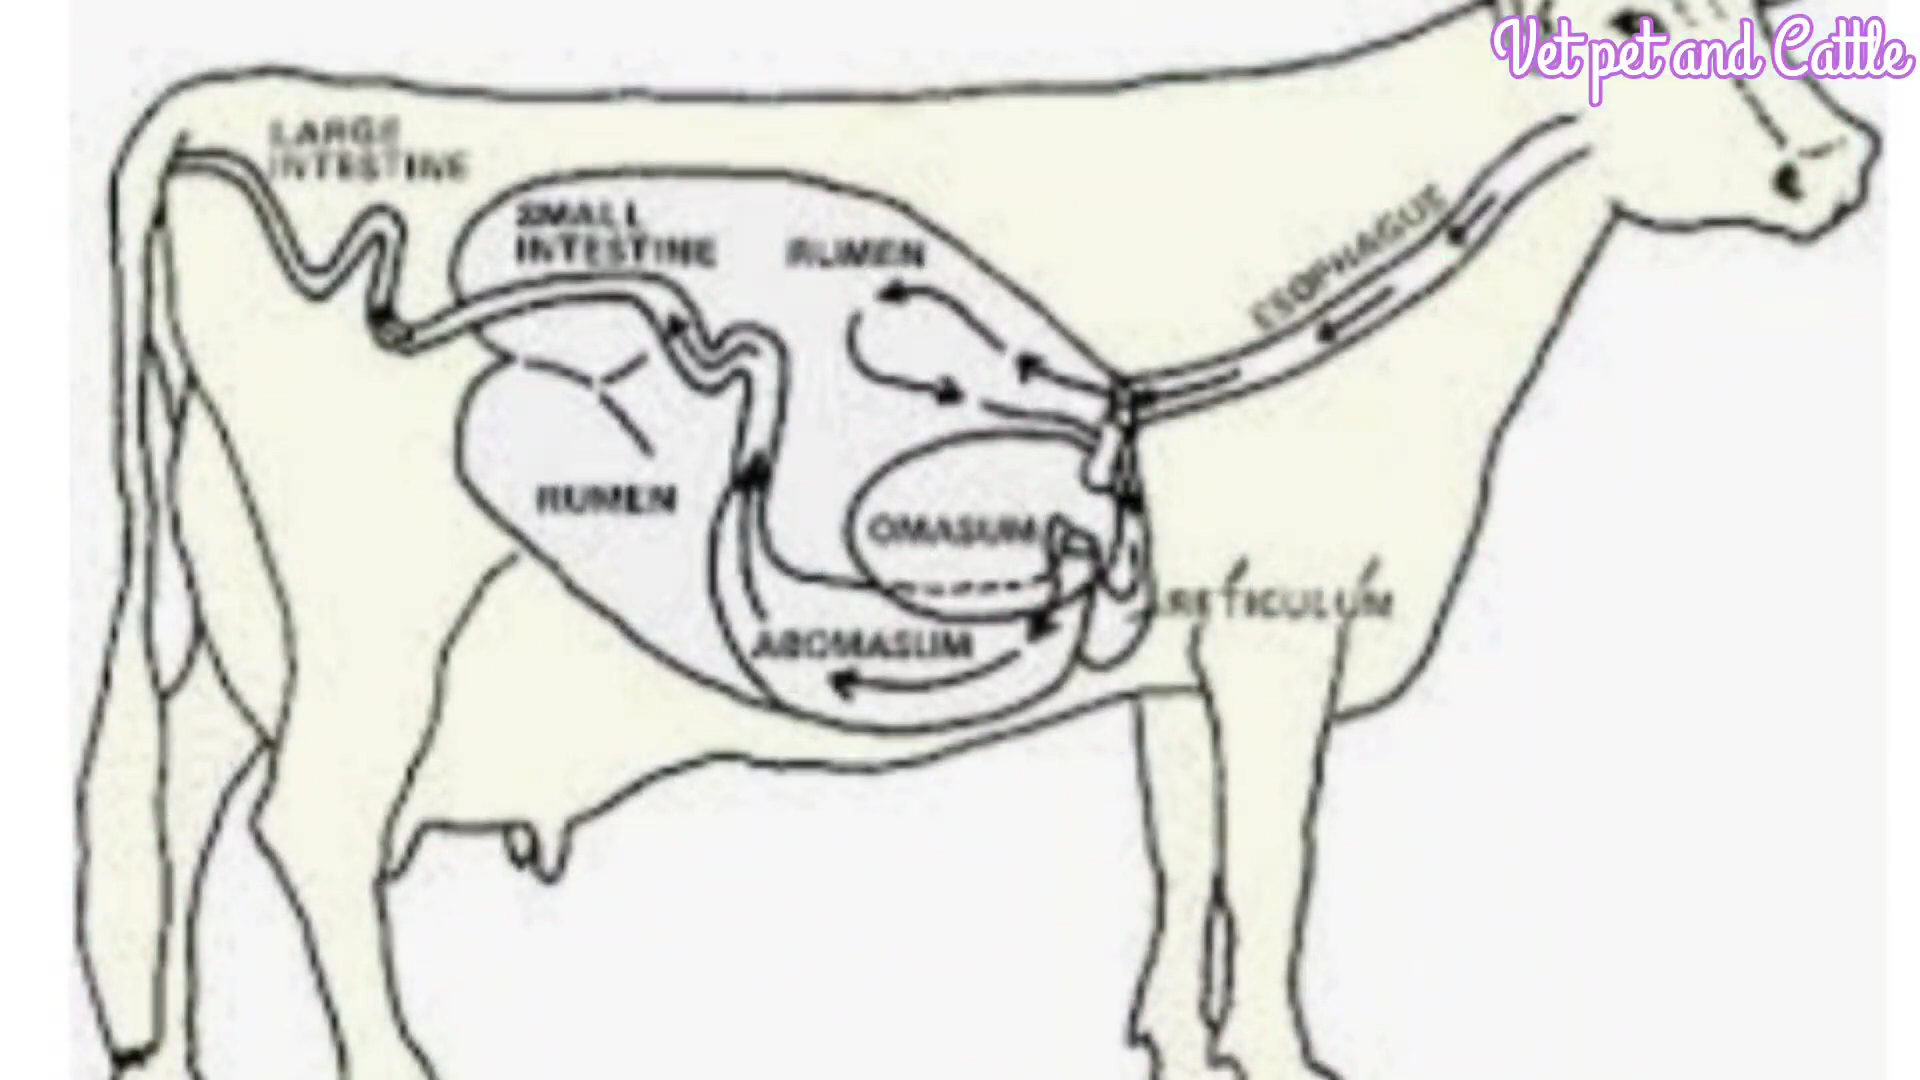 Vet pet and Cattle
LARGE
INTESTINE
SMALL
INTESTINE
RUMEN
ESOPHAGUS
RUMEN
OMASUM
RETICULUM
ABOMASUM